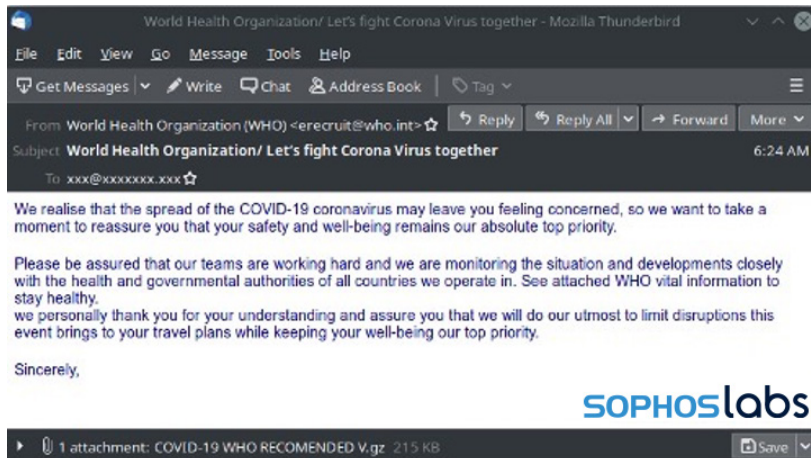 World Health Organization/ Let's fight Corona Virus together - Mozilla Thunderbird
File Edit View Go Message Tools Help
Get Messages Write Chat Address Book Tag
From World Health Organization (WHO) <erecruit@who.int> Reply Reply All Forward More
Subject World Health Organization/ Let's fight Corona Virus together 6:24 AM
To xxx@xxxxxxx.xxx
We realise that the spread of the COVID-19 coronavirus may leave you feeling concerned, so we want to take a
moment to reassure you that your safety and well-being remains our absolute top priority.
Please be assured that our teams are working hard and we are monitoring the situation and developments closely
with the health and governmental authorities of all countries we operate in. See attached WHO vital information to
stay healthy.
we personally thank you for your understanding and assure you that we will do our utmost to limit disruptions this
event brings to your travel plans while keeping your well-being our top priority.
Sincerely,
SOPHOSlabs
1 attachment: COVID-19 WHO RECOMENDED V.gz 215 KB Save